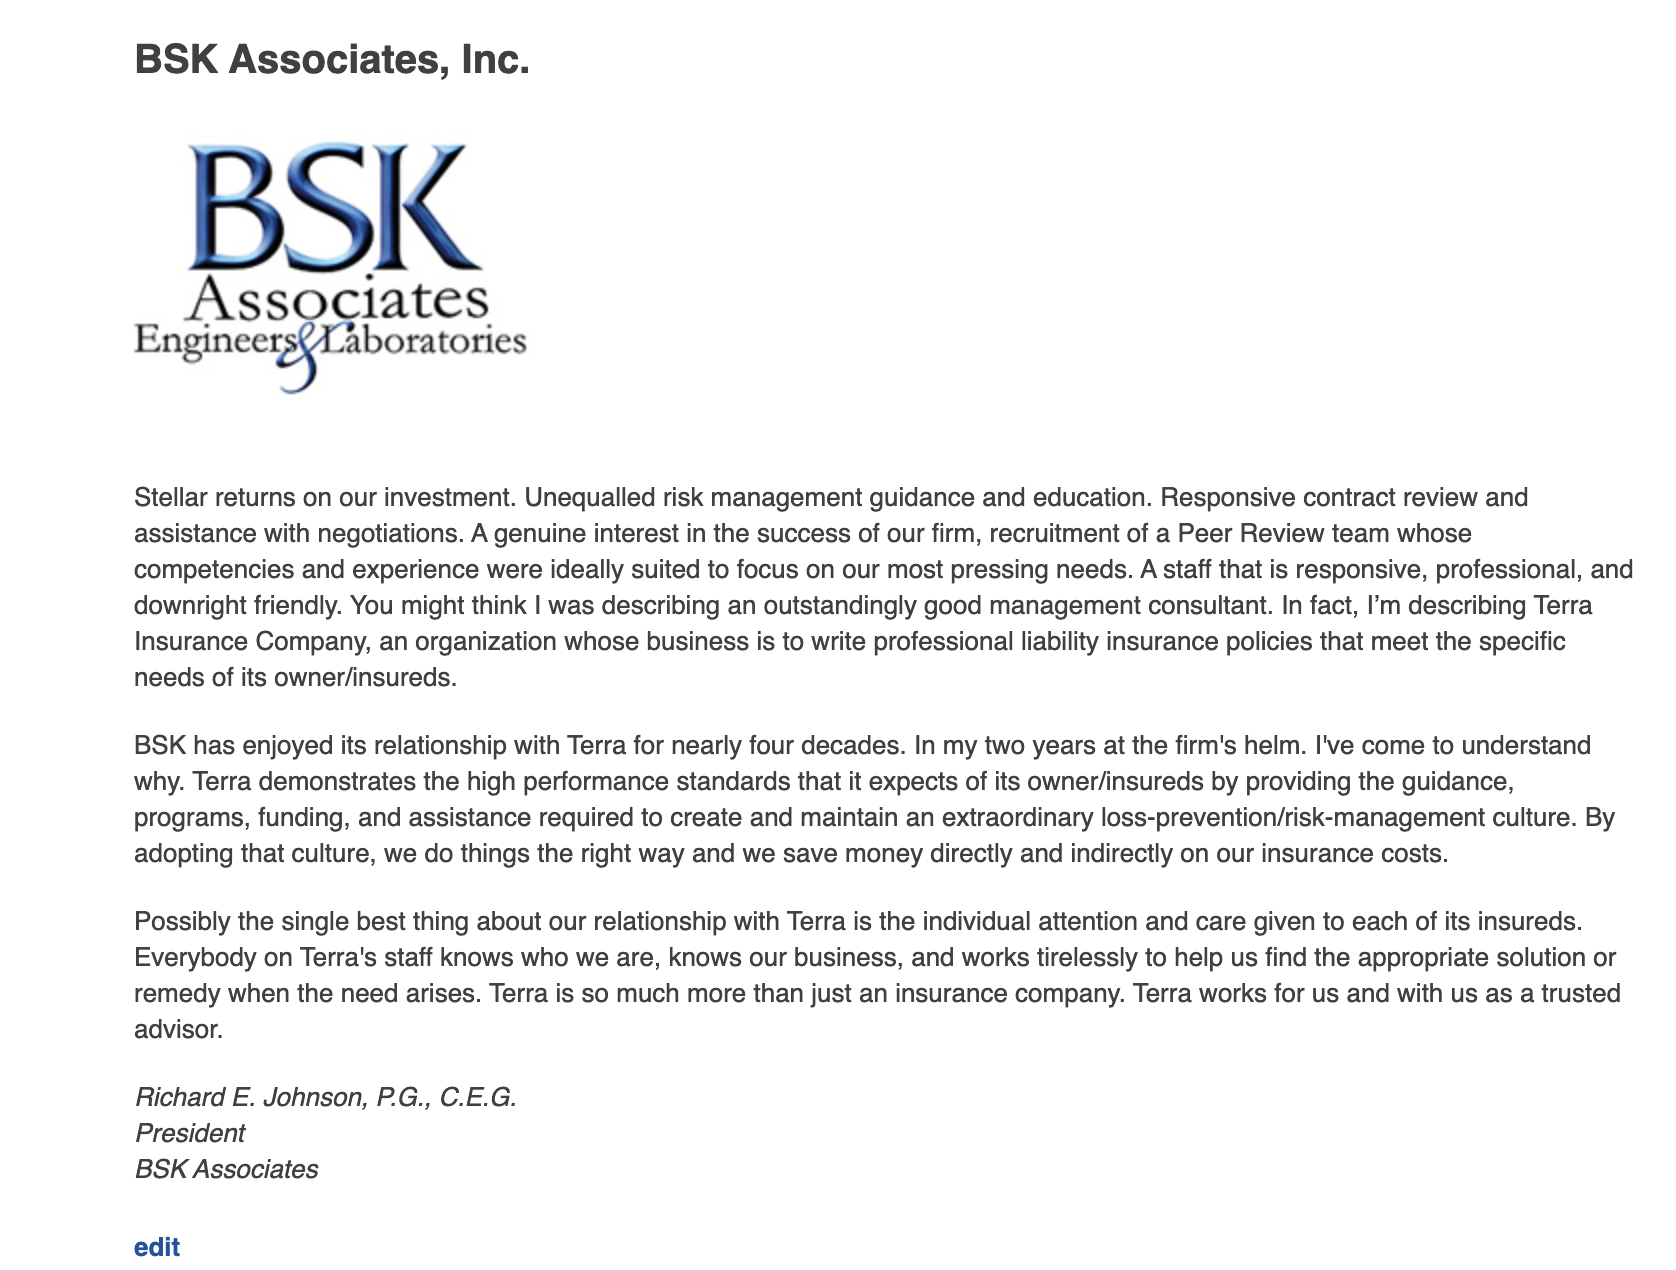 BSK Associates, Inc.
BSK
Associates
Engineers & Laboratories
Stellar returns on our investment. Unequalled risk management guidance and education. Responsive contract review and
assistance with negotiations. A genuine interest in the success of our firm, recruitment of a Peer Review team whose
competencies and experience were ideally suited to focus on our most pressing needs. A staff that is responsive, professional, and
downright friendly. You might think I was describing an outstandingly good management consultant. In fact, I’m describing Terra
Insurance Company, an organization whose business is to write professional liability insurance policies that meet the specific
needs of its owner/insureds.
BSK has enjoyed its relationship with Terra for nearly four decades. In my two years at the firm's helm. I've come to understand
why. Terra demonstrates the high performance standards that it expects of its owner/insureds by providing the guidance,
programs, funding, and assistance required to create and maintain an extraordinary loss-prevention/risk-management culture. By
adopting that culture, we do things the right way and we save money directly and indirectly on our insurance costs.
Possibly the single best thing about our relationship with Terra is the individual attention and care given to each of its insureds.
Everybody on Terra's staff knows who we are, knows our business, and works tirelessly to help us find the appropriate solution or
remedy when the need arises. Terra is so much more than just an insurance company. Terra works for us and with us as a trusted
advisor.
Richard E. Johnson, P.G., C.E.G.
President
BSK Associates
edit